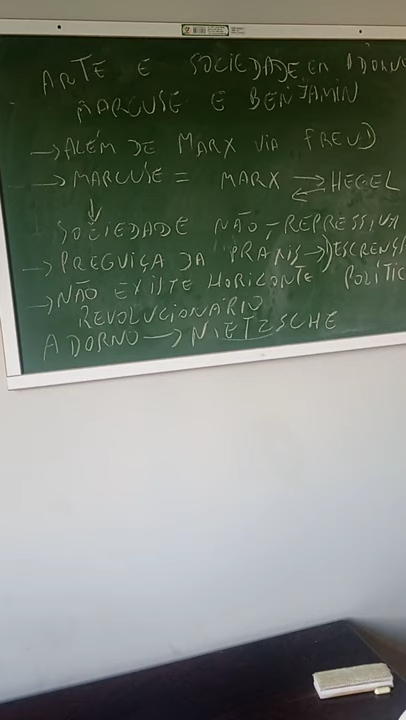 ARTE E SOCIEDADE EM ADORNO
MARCUSE E BENJAMIN
→ ALÉM DE MARX VIA FREUD
→ MARCUSE = MARX ⇄ HEGEL
↓
SOCIEDADE NÃO-REPRESSIVA
→ PREGUIÇA DA PRAXIS → DESCRENÇA
→ NÃO EXISTE HORIZONTE POLÍTIC
REVOLUCIONÁRIO
ADORNO → NIETZSCHE